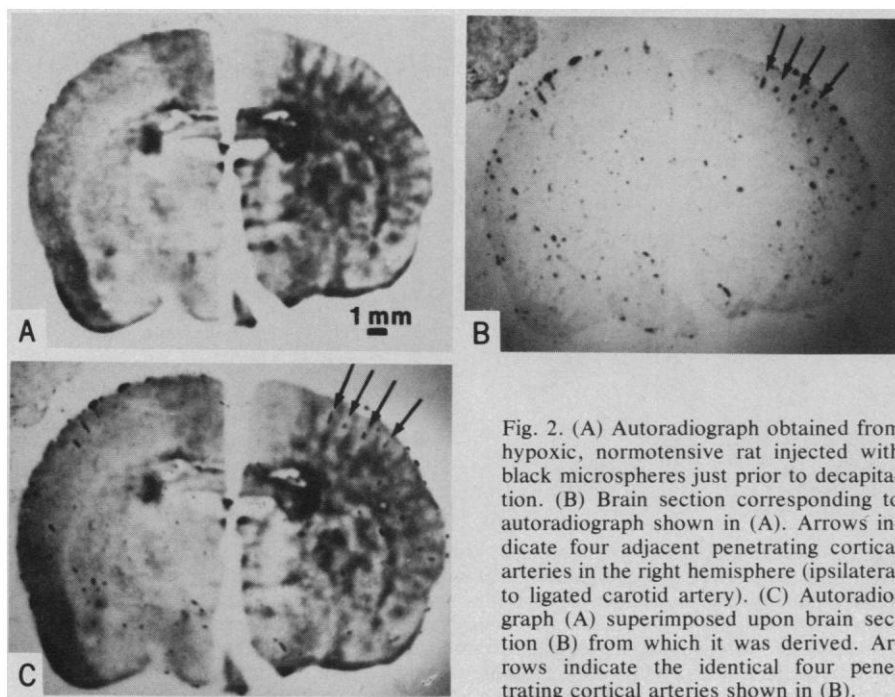 A
1 mm
B
C
Fig. 2. (A) Autoradiograph obtained from
hypoxic, normotensive rat injected with
black microspheres just prior to decapita-
tion. (B) Brain section corresponding to
autoradiograph shown in (A). Arrows in-
dicate four adjacent penetrating cortical
arteries in the right hemisphere (ipsilateral
to ligated carotid artery). (C) Autoradio-
graph (A) superimposed upon brain sec-
tion (B) from which it was derived. Ar-
rows indicate the identical four pene-
trating cortical arteries shown in (B).